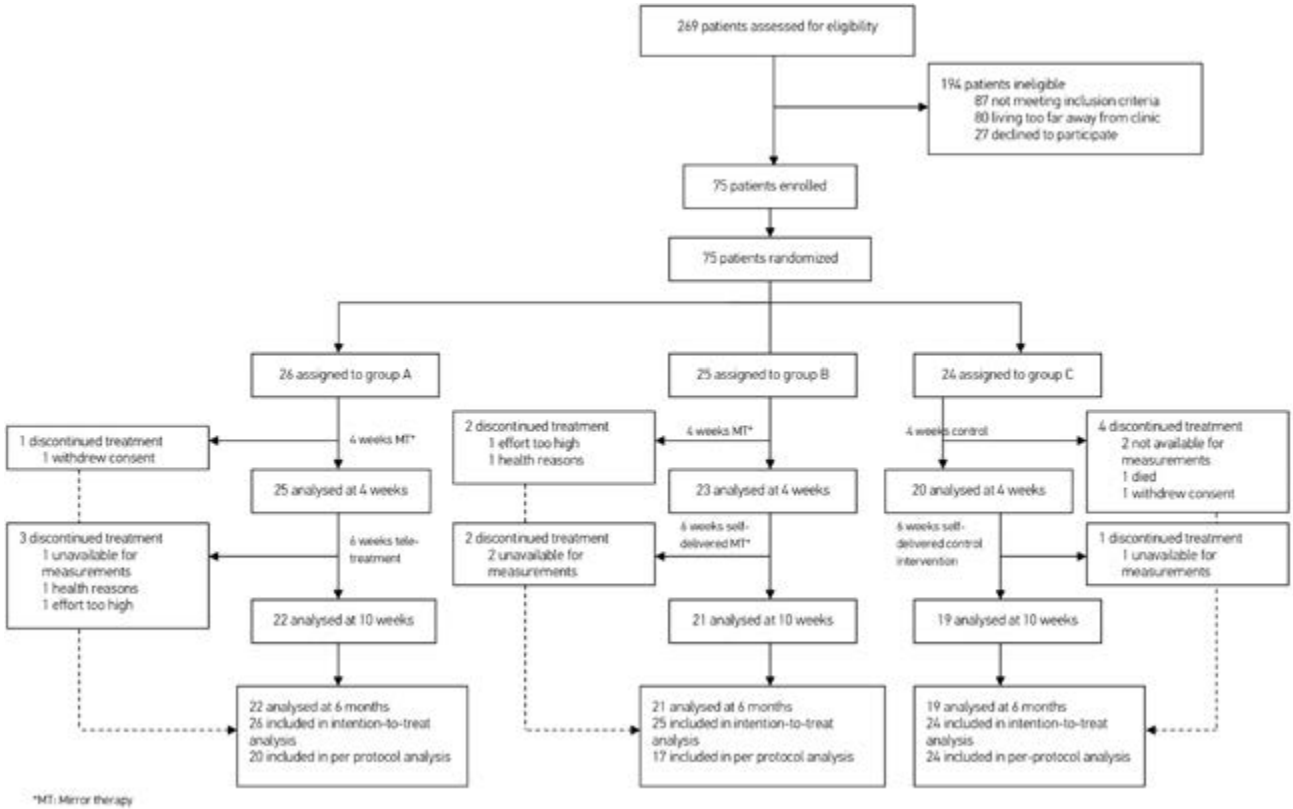 269 patients assessed for eligibility
194 patients ineligible
87 not meeting inclusion criteria
80 living too far away from clinic
27 declined to participate
75 patients enrolled
75 patients randomized
26 assigned to group A
25 assigned to group B
24 assigned to group C
1 discontinued treatment
1 withdrew consent
4 weeks MT*
2 discontinued treatment
1 effort too high
1 health reasons
4 weeks MT*
4 weeks control
4 discontinued treatment
2 not available for
measurements
1 died
1 withdrew consent
25 analysed at 4 weeks
23 analysed at 4 weeks
20 analysed at 4 weeks
3 discontinued treatment
1 unavailable for
measurements
1 health reasons
1 effort too high
6 weeks tele-
treatment
2 discontinued treatment
2 unavailable for
measurements
6 weeks self-
delivered MT*
6 weeks self-
delivered control
intervention
1 discontinued treatment
1 unavailable for
measurements
22 analysed at 10 weeks
21 analysed at 10 weeks
19 analysed at 10 weeks
22 analysed at 6 months
26 included in intention-to-treat
analysis
20 included in per protocol analysis
21 analysed at 6 months
25 included in intention-to-treat
analysis
17 included in per protocol analysis
19 analysed at 6 months
24 included in intention-to-treat
analysis
24 included in per-protocol analysis
*MT: Mirror therapy